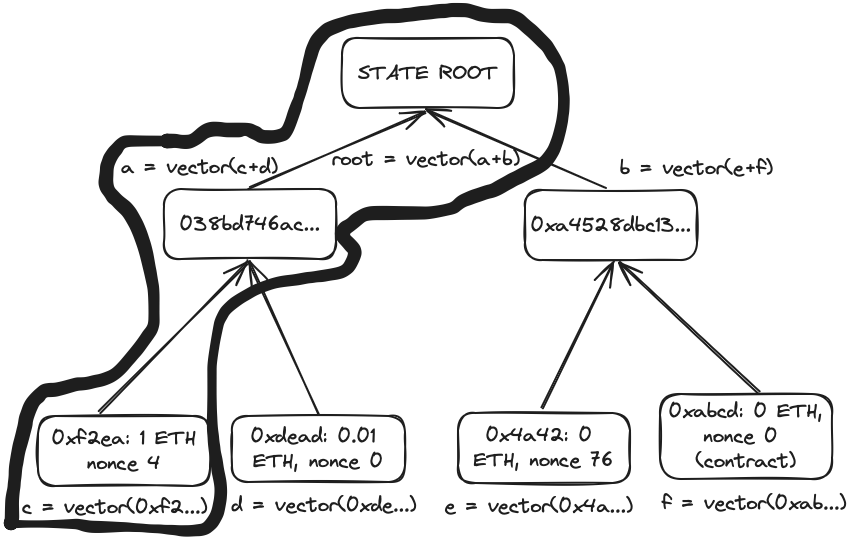 STATE ROOT
a = vector(c+d)
root = vector(a+b)
b = vector(e+f)
038bd746ac...
0xa4528dbc13...
0xf2ea: 1 ETH
nonce 4
0xdead: 0.01
ETH, nonce 0
0x4a42: 0
ETH, nonce 76
0xabcd: 0 ETH,
nonce 0
(contract)
c = vector(0xf2...)
d = vector(0xde...)
e = vector(0x4a...)
f = vector(0xab...)